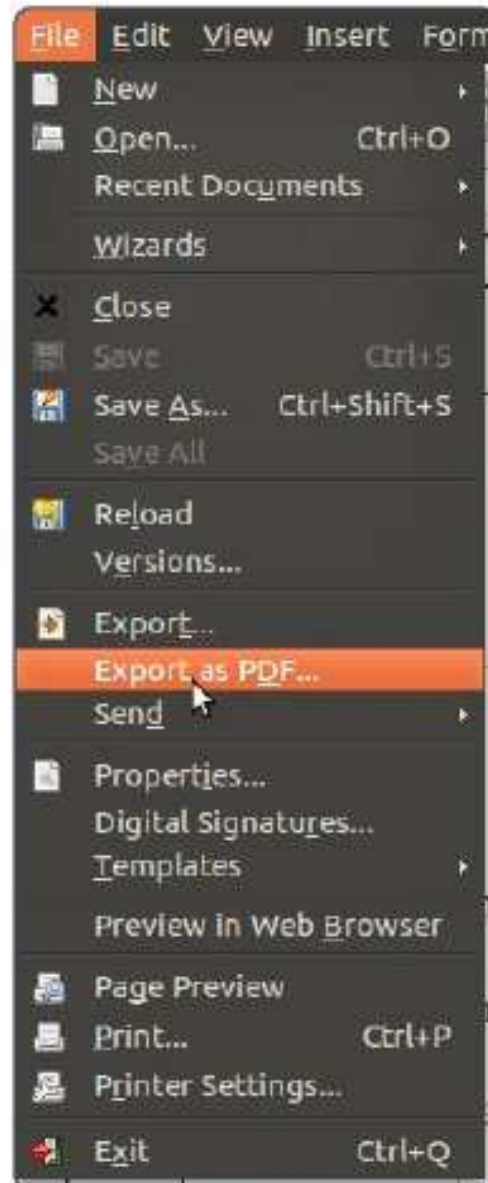 File Edit View Insert Form
New
Open... Ctrl+O
Recent Documents
Wizards
Close
Save Ctrl+S
Save As... Ctrl+Shift+S
Save All
Reload
Versions...
Export...
Export as PDF...
Send
Properties...
Digital Signatures...
Templates
Preview in Web Browser
Page Preview
Print... Ctrl+P
Printer Settings...
Exit Ctrl+Q